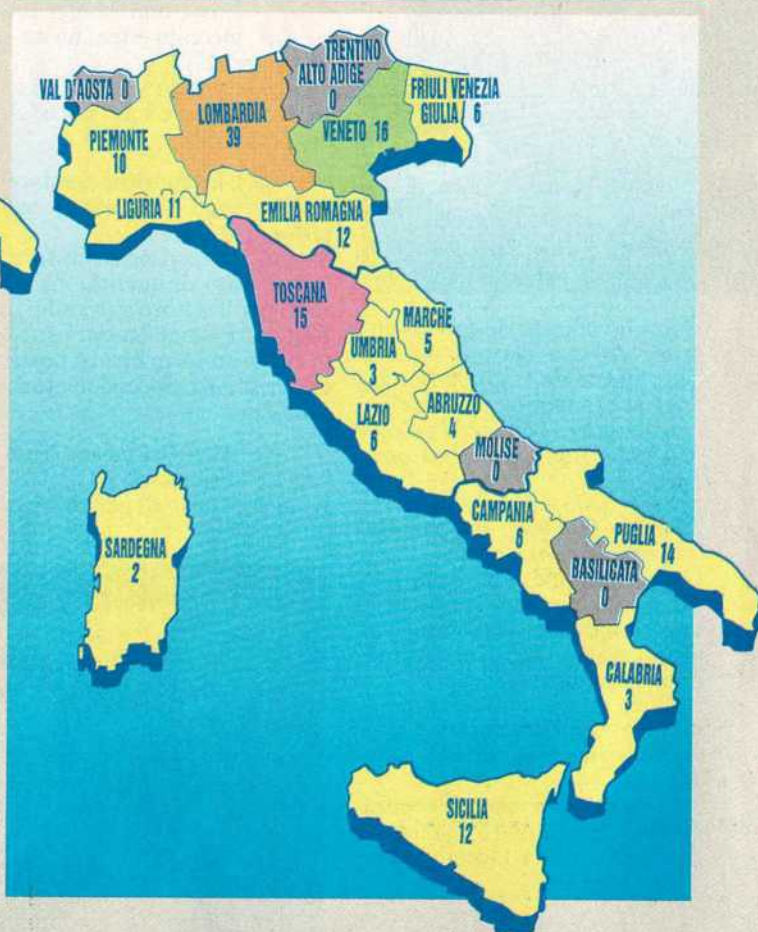 TRENTINO
ALTO ADIGE
0
VAL D'AOSTA 0
FRIULI VENEZIA
GIULIA 6
LOMBARDIA
39
VENETO 16
PIEMONTE
10
LIGURIA 11
EMILIA ROMAGNA
12
TOSCANA
15
MARCHE
5
UMBRIA
3
LAZIO
6
ABRUZZO
4
MOLISE
0
CAMPANIA
6
PUGLIA
14
BASILICATA
0
SARDEGNA
2
CALABRIA
3
SICILIA
12